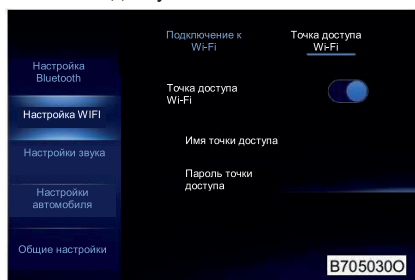 Подключение к
Wi-Fi
Точка доступа
Wi-Fi
Настройка
Bluetooth
Настройка WIFI
Настройки звука
Настройки
автомобиля
Общие настройки
Точка доступа
Wi-Fi
Имя точки доступа
Пароль точки
доступа
B705030O